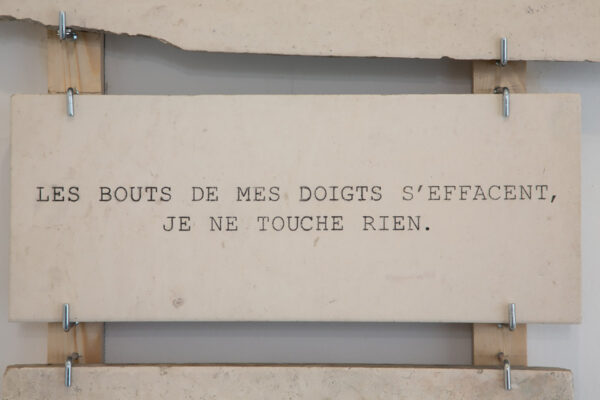 LES BOUTS DE MES DOIGTS S'EFFACENT,
JE NE TOUCHE RIEN.